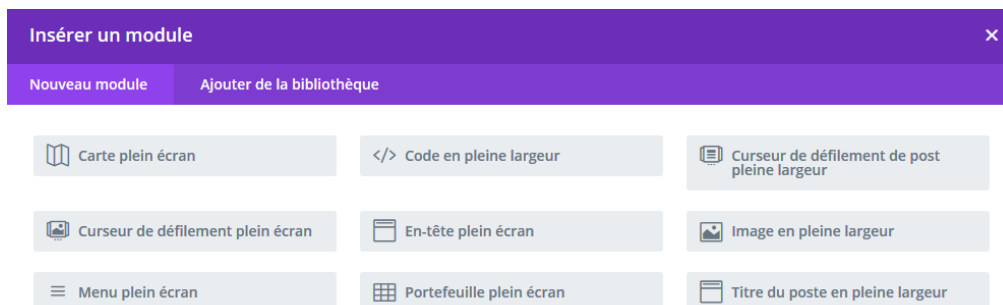 Insérer un module
Nouveau module
Ajouter de la bibliothèque
Carte plein écran
</> Code en pleine largeur
Curseur de défilement de post
pleine largeur
Curseur de défilement plein écran
En-tête plein écran
Image en pleine largeur
Menu plein écran
Portefeuille plein écran
Titre du poste en pleine largeur